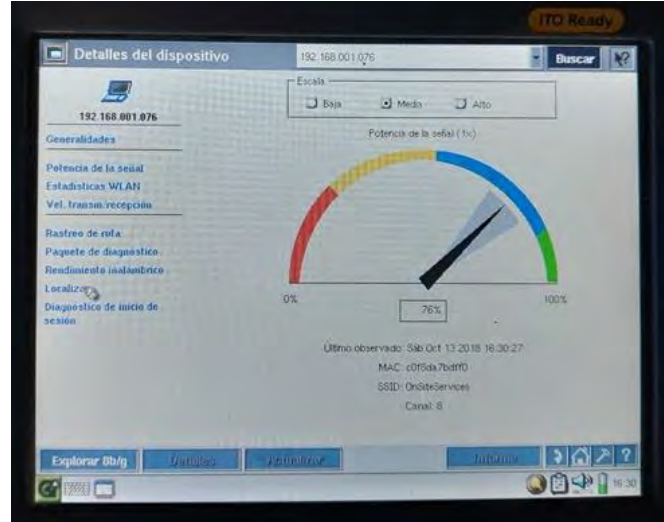 ITO Ready
Detalles del dispositivo
192.168.001.076
Buscar
192.168.001.076
Generalidades
Potencia de la señal
Estadísticas WLAN
Vel. transm/recepción
Rastreo de ruta
Paquete de diagnóstico
Rendimiento inalámbrico
Localizar
Diagnóstico de inicio de
sesión
Escala
Baja
Media
Alto
Potencia de la señal (1x)
0%
100%
76%
Último observado: Sáb Oct 13 2018 16:30:27
MAC: c0f8da7bdff0
SSID: OnSiteServices
Canal: 8
Explorar 8b/g
Detalles
Actualizar
Informe
16:30